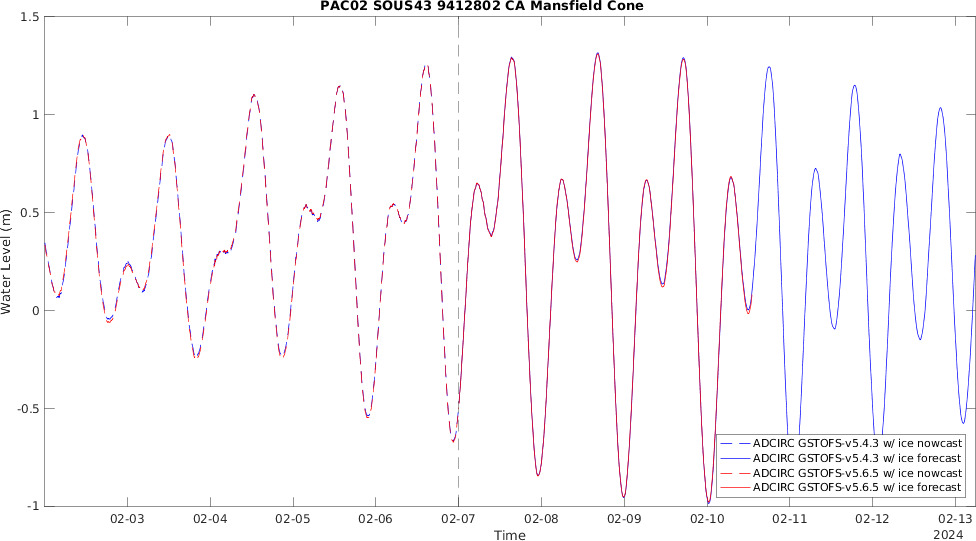 PAC02 SOUS43 9412802 CA Mansfield Cone
1.5
1
0.5
0
-0.5
-1
Water Level (m)
02-03 02-04 02-05 02-06 02-07 02-08 02-09 02-10 02-11 02-12 02-13
2024
Time
ADCIRC GSTOFS-v5.4.3 w/ ice nowcast
ADCIRC GSTOFS-v5.4.3 w/ ice forecast
ADCIRC GSTOFS-v5.6.5 w/ ice nowcast
ADCIRC GSTOFS-v5.6.5 w/ ice forecast